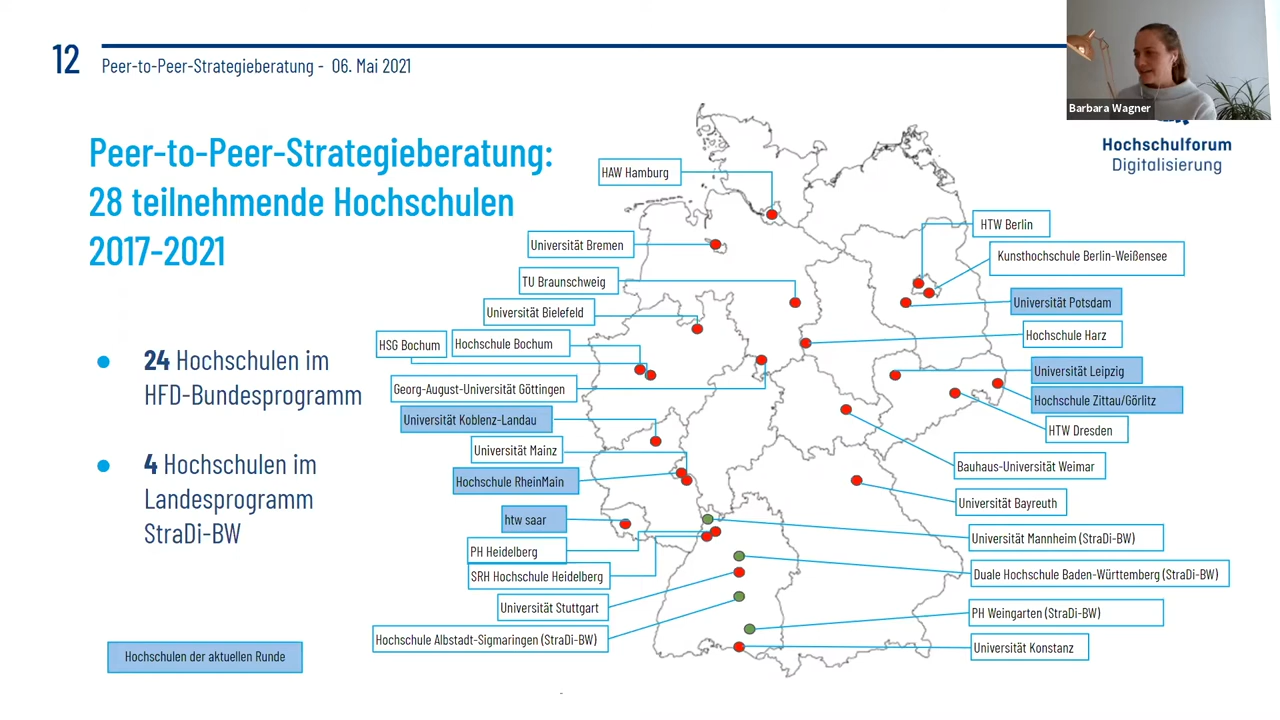 12
Peer-to-Peer-Strategieberatung - 06. Mai 2021
Barbara Wagner
Hochschulforum
Digitalisierung
Peer-to-Peer-Strategieberatung:
28 teilnehmende Hochschulen
2017-2021
24 Hochschulen im
HFD-Bundesprogramm
4 Hochschulen im
Landesprogramm
StraDi-BW
Hochschulen der aktuellen Runde
HAW Hamburg
Universität Bremen
TU Braunschweig
Universität Bielefeld
HSG Bochum
Hochschule Bochum
Georg-August-Universität Göttingen
Universität Koblenz-Landau
Universität Mainz
Hochschule RheinMain
htw saar
PH Heidelberg
SRH Hochschule Heidelberg
Universität Stuttgart
Hochschule Albstadt-Sigmaringen (StraDi-BW)
HTW Berlin
Kunsthochschule Berlin-Weißensee
Universität Potsdam
Hochschule Harz
Universität Leipzig
Hochschule Zittau/Görlitz
HTW Dresden
Bauhaus-Universität Weimar
Universität Bayreuth
Universität Mannheim (StraDi-BW)
Duale Hochschule Baden-Württemberg (StraDi-BW)
PH Weingarten (StraDi-BW)
Universität Konstanz